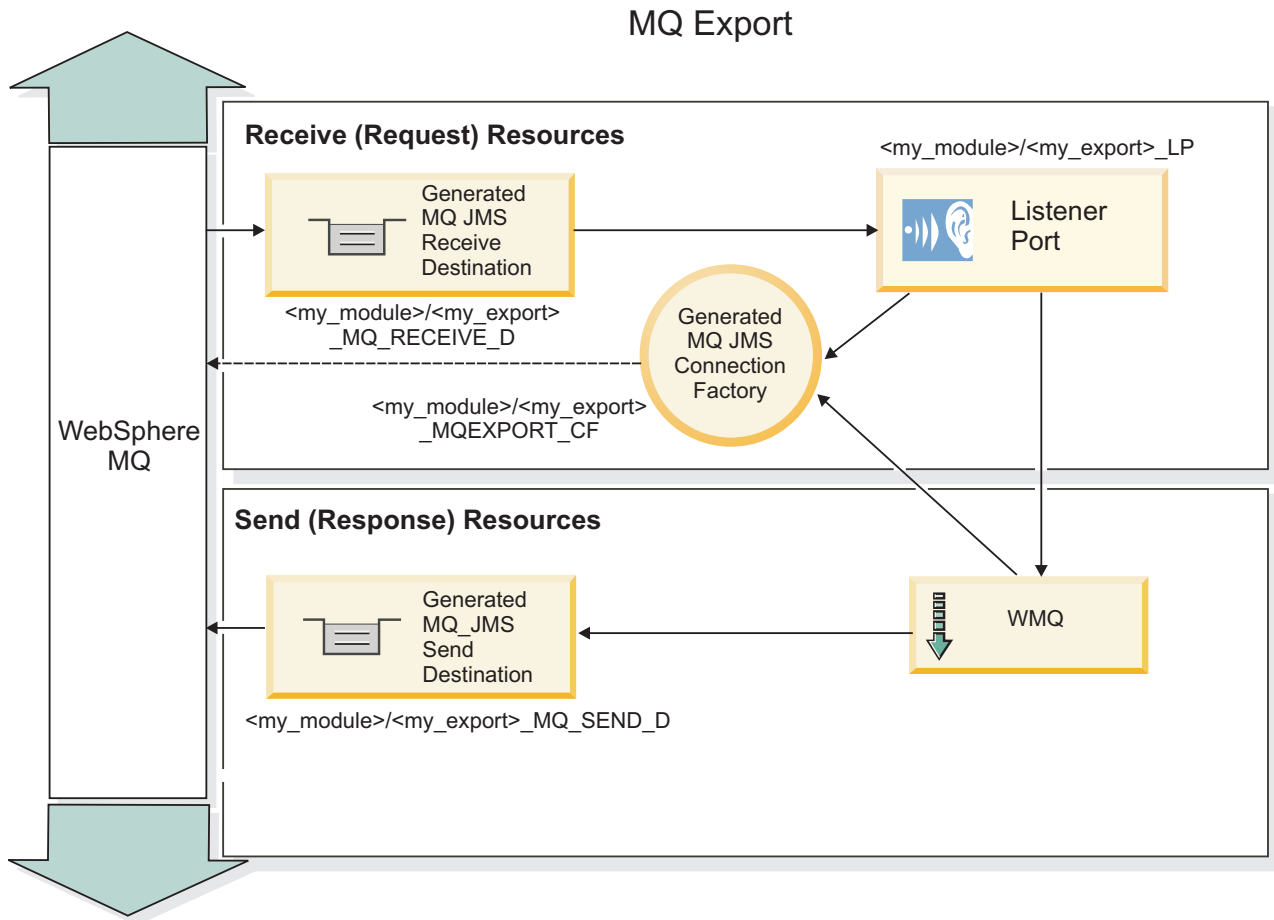 MQ Export
Receive (Request) Resources
<my_module>/<my_export>_LP
Generated
MQ JMS
Receive
Destination
Listener
Port
<my_module>/<my_export>
_MQ_RECEIVE_D
Generated
MQ JMS
Connection
Factory
<my_module>/<my_export>
_MQEXPORT_CF
WebSphere
MQ
Send (Response) Resources
Generated
MQ_JMS
Send
Destination
WMQ
<my_module>/<my_export>_MQ_SEND_D